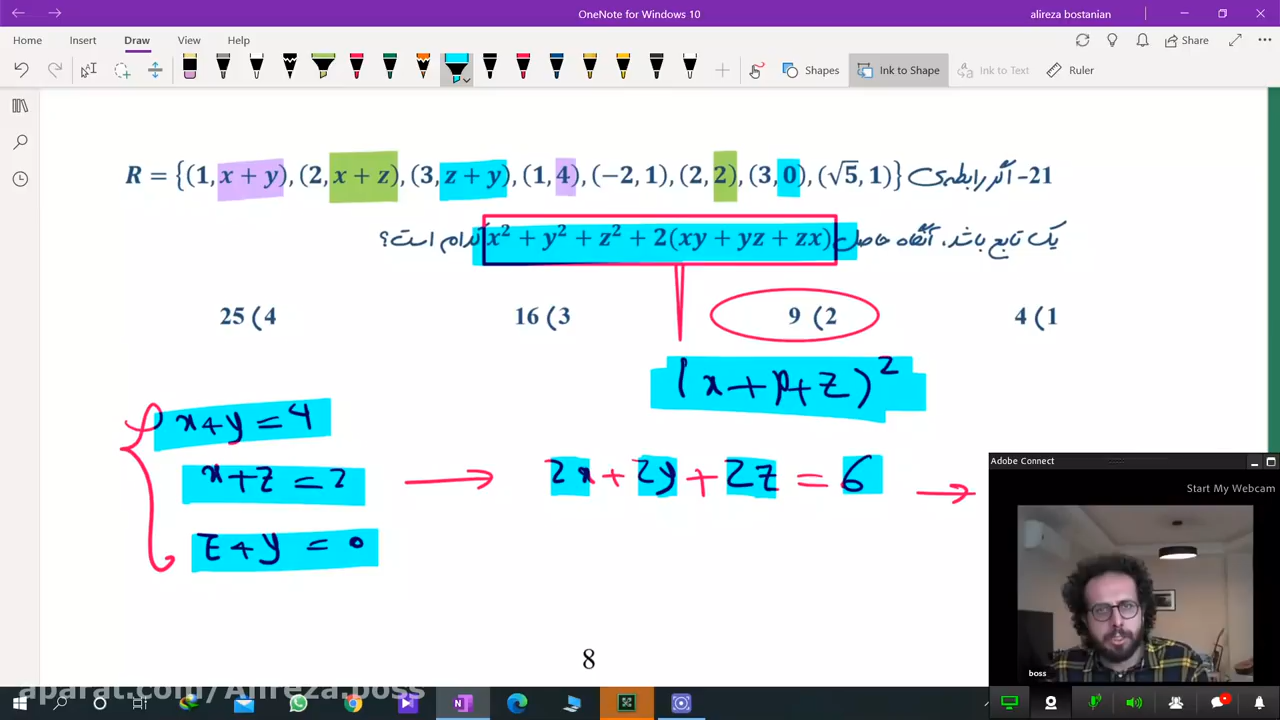 OneNote for Windows 10
alireza bostanian
Home Insert Draw View Help
Share
Shapes Ink to Shape Ink to Text Ruler
21- اگر رابطه‌ی R = {(1, x + y), (2, x + z), (3, z + y), (1, 4), (−2, 1), (2, 2), (3, 0), (√5, 1)}
یک تابع باشد، آنگاه حاصل x² + y² + z² + 2(xy + yz + zx) کدام است؟
4 (1
9 (2
16 (3
25 (4
(x+y+z)²
x+y=4
x+z=2
z+y=0
2x+2y+2z=6
8
Adobe Connect
Start My Webcam
boss
aparat.com/Alireza.boss